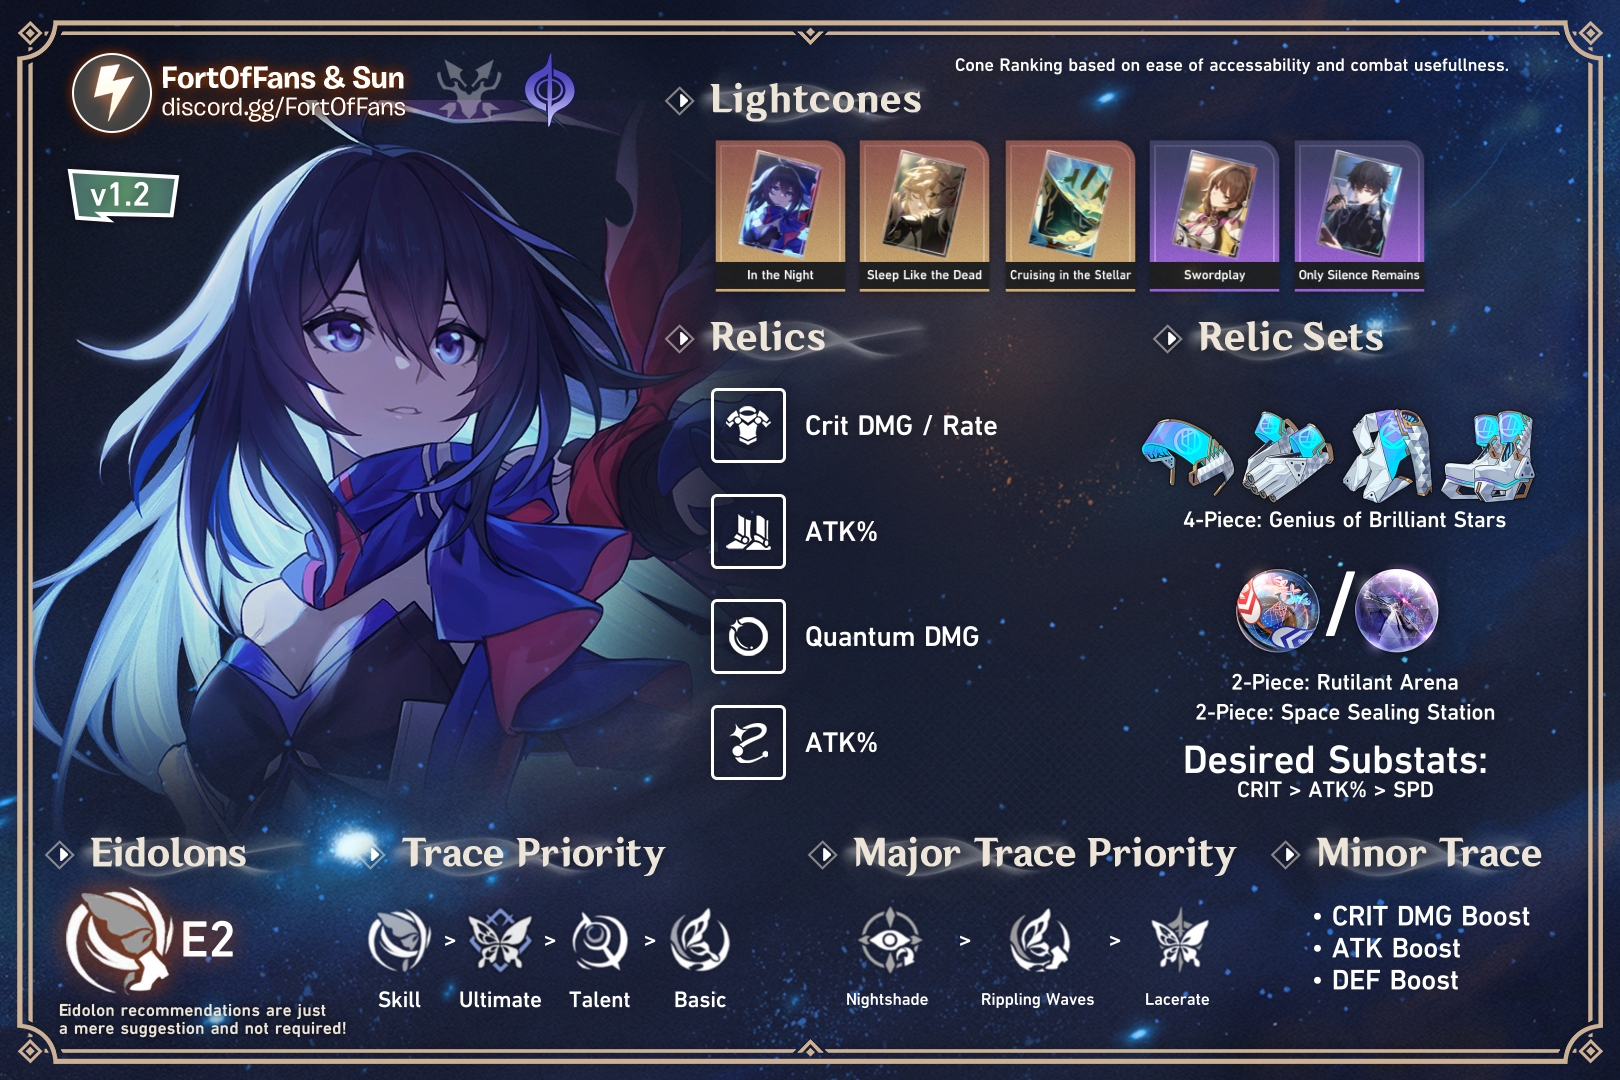 FortOfFans & Sun
discord.gg/FortOfFans
v1.2
Cone Ranking based on ease of accessability and combat usefullness.
Lightcones
In the Night
Sleep Like the Dead
Cruising in the Stellar
Swordplay
Only Silence Remains
Relics
Crit DMG / Rate
ATK%
Quantum DMG
ATK%
Relic Sets
4-Piece: Genius of Brilliant Stars
2-Piece: Rutilant Arena
2-Piece: Space Sealing Station
Desired Substats:
CRIT > ATK% > SPD
Eidolons
E2
Eidolon recommendations are just
a mere suggestion and not required!
Trace Priority
Skill > Ultimate > Talent > Basic
Major Trace Priority
Nightshade > Rippling Waves > Lacerate
Minor Trace
• CRIT DMG Boost
• ATK Boost
• DEF Boost